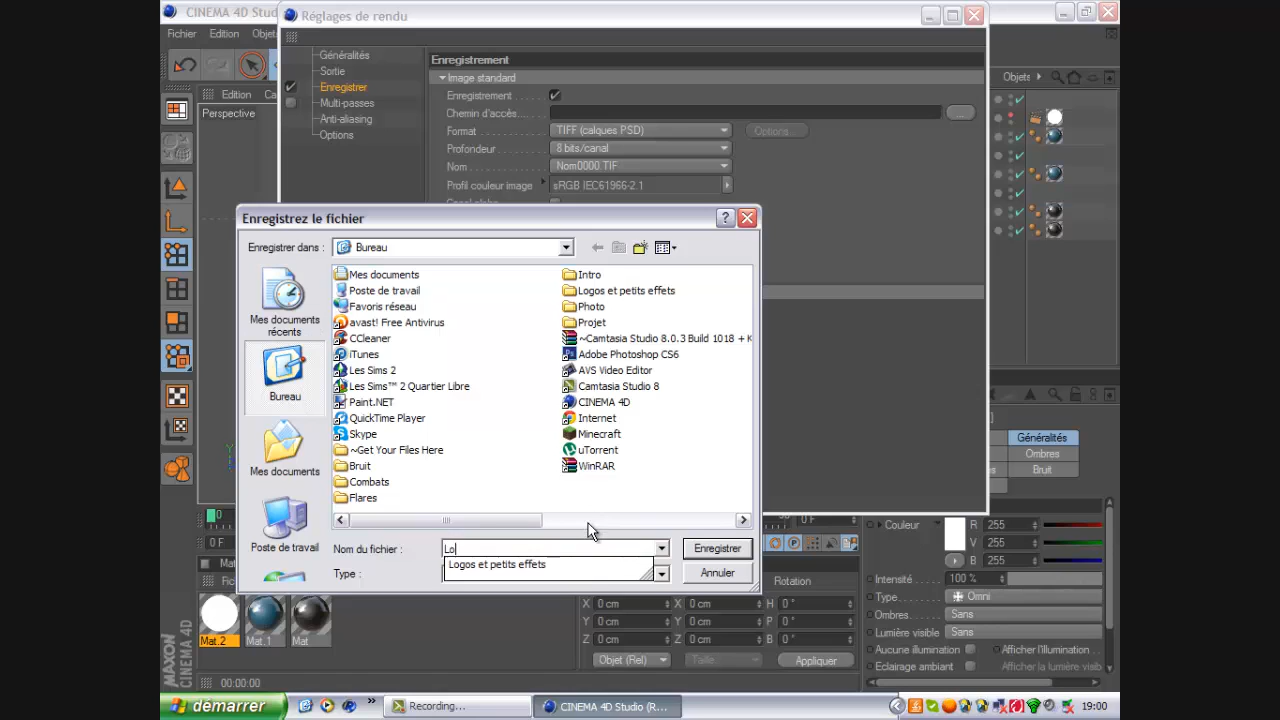 CINEMA 4D Stud
Réglages de rendu
Fichier
Edition
Objet
Généralités
Sortie
Enregistrer
Multi-passes
Anti-aliasing
Options
Enregistrement
Image standard
Enregistrement
Chemin d'accès....
...
Format
TIFF (calques PSD)
Options...
Profondeur
8 bits/canal
Nom
Nom0000.TIF
Profil couleur image
sRGB IEC61966-2.1
Objets
Edition
Ca
Perspective
Enregistrez le fichier
Enregistrer dans :
Bureau
Mes documents récents
Bureau
Mes documents
Poste de travail
Mes documents
Poste de travail
Favoris réseau
avast! Free Antivirus
CCleaner
iTunes
Les Sims 2
Les Sims™ 2 Quartier Libre
Paint.NET
QuickTime Player
Skype
~Get Your Files Here
Bruit
Combats
Flares
Intro
Logos et petits effets
Photo
Projet
~Camtasia Studio 8.0.3 Build 1018 + K
Adobe Photoshop CS6
AVS Video Editor
Camtasia Studio 8
CINEMA 4D
Internet
Minecraft
uTorrent
WinRAR
Nom du fichier :
Lo
Enregistrer
Logos et petits effets
Type :
Annuler
Généralités
Ombres
Bruit
0
0 F
0 F
Couleur
R
255
V
255
B
255
Intensité
100 %
Type
Omni
Ombres
Sans
Lumière visible
Sans
Aucune illumination
Afficher l'illumination
Eclairage ambiant
Afficher la lumière visib
Fich
Mat.2
Mat.1
Mat
Rotation
X
0 cm
X
0 cm
H
0 °
Y
0 cm
Y
0 cm
P
0 °
Z
0 cm
Z
0 cm
B
0 °
Objet (Rel)
Taille
Appliquer
MAXON
CINEMA 4D
00:00:00
démarrer
Recording...
CINEMA 4D Studio (R...
19:00